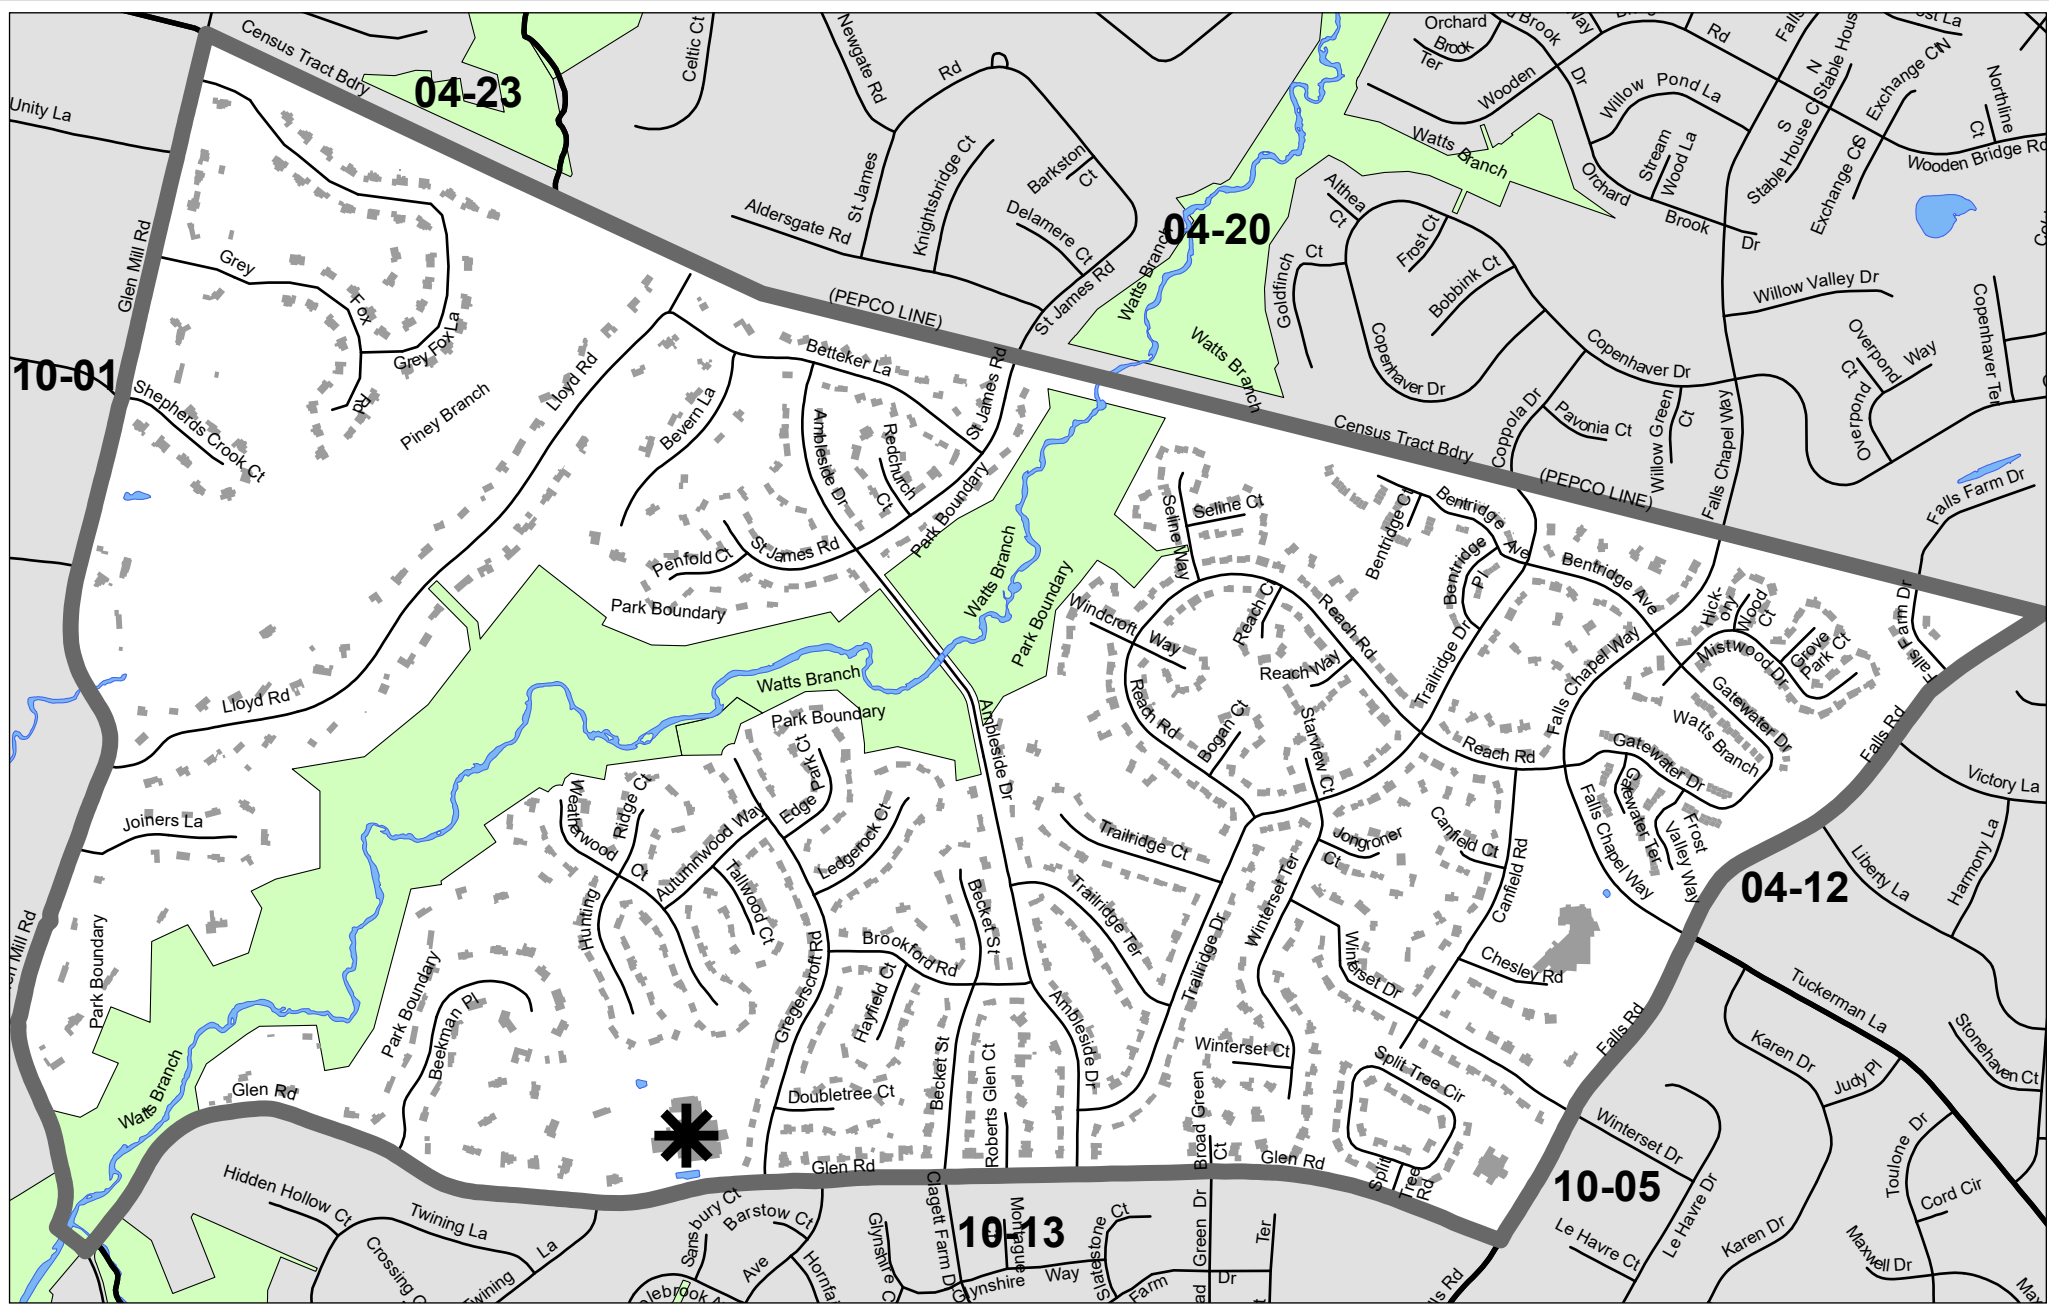 Census Tract Bdry
04-23
Celtic Ct
Newgate Rd
Rd
Orchard
Brook
Ter
Brook
Way
Rd
Wooden
Dr
Willow Pond La
N
Stable House
Exchange Ct
N
Northline
Ct
Unity La
St James
Knightsbridge Ct
Barkston
Ct
Watts Branch
Stream
Wood La
S
Stable House Ct
Exchange Ct
S
Wooden Bridge Rd
Aldersgate Rd
Delamere Ct
04-20
Althea
Ct
Frost Ct
Orchard
Brook
Dr
Glen Mill Rd
Grey
Fox
Rd
Grey Fox La
(PEPCO LINE)
St James Rd
Watts Branch
Goldfinch
Ct
Bobbink Ct
Willow Valley Dr
Copenhaver Ter
10-01
Shepherds Crook Ct
Piney Branch
Lloyd Rd
Betteker La
Bevern La
Ambleside Dr
Redchurch
Ct
St James Rd
Watts Branch
Copenhaver Dr
Copenhaver Dr
Coppola Dr
Pavonia Ct
Willow Green
Ct
Falls Chapel Way
Overpond
Ct
Way
Overpond
Census Tract Bdry
(PEPCO LINE)
Falls Farm Dr
Park Boundary
Penfold Ct
St James Rd
Park Boundary
Watts Branch
Park Boundary
Seline Way
Seline Ct
Bentridge Ct
Bentridge
Ave
Bentridge
Pl
Bentridge Ave
Windcroft Way
Reach Ct
Reach Rd
Reach Way
Trailridge Dr
Falls Chapel Way
Hick-
ory
Wood
Ct
Mistwood Dr
Grove
Park Ct
Falls Farm Dr
Falls
Lloyd Rd
Watts Branch
Park Boundary
Reach Rd
Bogan Ct
Starview Ct
Reach Rd
Gatewater Dr
Watts Branch
Gatewater Dr
Falls Rd
Victory La
Joiners La
Weatherwood
Ct
Ridge Ct
Hunting
Autumnwood Way
Edge
Park Ct
Tallwood Ct
Ledgerock Ct
Ambleside Dr
Trailridge Ct
Jongroner
Ct
Canfield Ct
Canfield Rd
Gatewater Ter
Frost
Valley Way
Falls Chapel Way
04-12
Liberty La
Harmony La
Park Boundary
Park Boundary
Beekman Pl
Gregerscroft Rd
Brookford Rd
Becket St
Hayfield Ct
Trailridge Ter
Trailridge Dr
Winterset Ter
Winterset Dr
Chesley Rd
Tuckerman La
Watts Branch
Glen Rd
Doubletree Ct
Becket St
Roberts Glen Ct
Ambleside Dr
Winterset Ct
Split Tree Cir
Falls Rd
Karen Dr
Judy Pl
Stonehaven Ct
Hidden Hollow Ct
Twining La
Glen Rd
Broad Green
Ct
Glen Rd
Split
Tree
Rd
10-05
Winterset Dr
Toulone Dr
Cord Cir
Crossing
Twining
La
Sansbury Ct
Barstow Ct
Ave
Glynshire
Clagett Farm Dr
10-13
Montague
Glynshire
Way
Slatestone
Ct
Farm
Green Dr
Dr
Ter
Le Havre Ct
Le Havre Dr
Karen Dr
Maxwell Dr